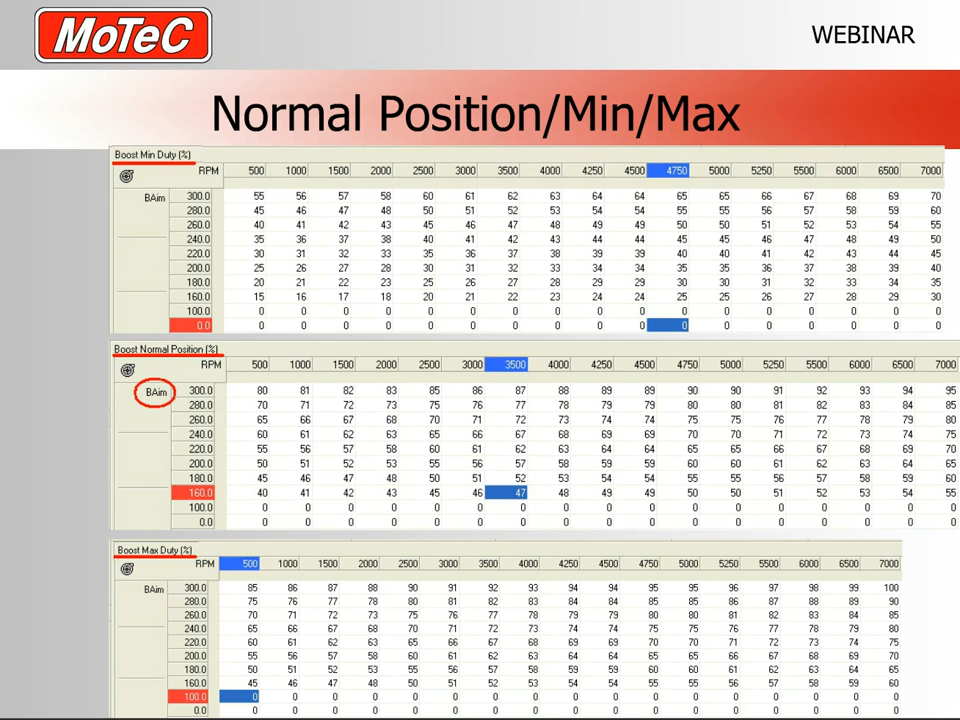 MoTeC
WEBINAR
Normal Position/Min/Max
Boost Min Duty (%)
RPM 500 1000 1500 2000 2500 3000 3500 4000 4250 4500 4750 5000 5250 5500 6000 6500 7000
BAim 300.0 55 56 57 58 60 61 62 63 64 64 65 65 66 67 68 69 70
280.0 45 46 47 48 50 51 52 53 54 54 55 55 56 57 58 59 60
260.0 40 41 42 43 45 46 47 48 49 49 50 50 51 52 53 54 55
240.0 35 36 37 38 40 41 42 43 44 44 45 45 46 47 48 49 50
220.0 30 31 32 33 35 36 37 38 39 39 40 40 41 42 43 44 45
200.0 25 26 27 28 30 31 32 33 34 34 35 35 36 37 38 39 40
180.0 20 21 22 23 25 26 27 28 29 29 30 30 31 32 33 34 35
160.0 15 16 17 18 20 21 22 23 24 24 25 25 26 27 28 29 30
100.0 0 0 0 0 0 0 0 0 0 0 0 0 0 0 0 0 0
0.0 0 0 0 0 0 0 0 0 0 0 0 0 0 0 0 0 0
Boost Normal Position (%)
RPM 500 1000 1500 2000 2500 3000 3500 4000 4250 4500 4750 5000 5250 5500 6000 6500 7000
BAim 300.0 80 81 82 83 85 86 87 88 89 89 90 90 91 92 93 94 95
280.0 70 71 72 73 75 76 77 78 79 79 80 80 81 82 83 84 85
260.0 65 66 67 68 70 71 72 73 74 74 75 75 76 77 78 79 80
240.0 60 61 62 63 65 66 67 68 69 69 70 70 71 72 73 74 75
220.0 55 56 57 58 60 61 62 63 64 64 65 65 66 67 68 69 70
200.0 50 51 52 53 55 56 57 58 59 59 60 60 61 62 63 64 65
180.0 45 46 47 48 50 51 52 53 54 54 55 55 56 57 58 59 60
160.0 40 41 42 43 45 46 47 48 49 49 50 50 51 52 53 54 55
100.0 0 0 0 0 0 0 0 0 0 0 0 0 0 0 0 0 0
0.0 0 0 0 0 0 0 0 0 0 0 0 0 0 0 0 0 0
Boost Max Duty (%)
RPM 500 1000 1500 2000 2500 3000 3500 4000 4250 4500 4750 5000 5250 5500 6000 6500 7000
BAim 300.0 85 86 87 88 90 91 92 93 94 94 95 95 96 97 98 99 100
280.0 75 76 77 78 80 81 82 83 84 84 85 85 86 87 88 89 90
260.0 70 71 72 73 75 76 77 78 79 79 80 80 81 82 83 84 85
240.0 65 66 67 68 70 71 72 73 74 74 75 75 76 77 78 79 80
220.0 60 61 62 63 65 66 67 68 69 69 70 70 71 72 73 74 75
200.0 55 56 57 58 60 61 62 63 64 64 65 65 66 67 68 69 70
180.0 50 51 52 53 55 56 57 58 59 59 60 60 61 62 63 64 65
160.0 45 46 47 48 50 51 52 53 54 54 55 55 56 57 58 59 60
100.0 0 0 0 0 0 0 0 0 0 0 0 0 0 0 0 0 0
0.0 0 0 0 0 0 0 0 0 0 0 0 0 0 0 0 0 0